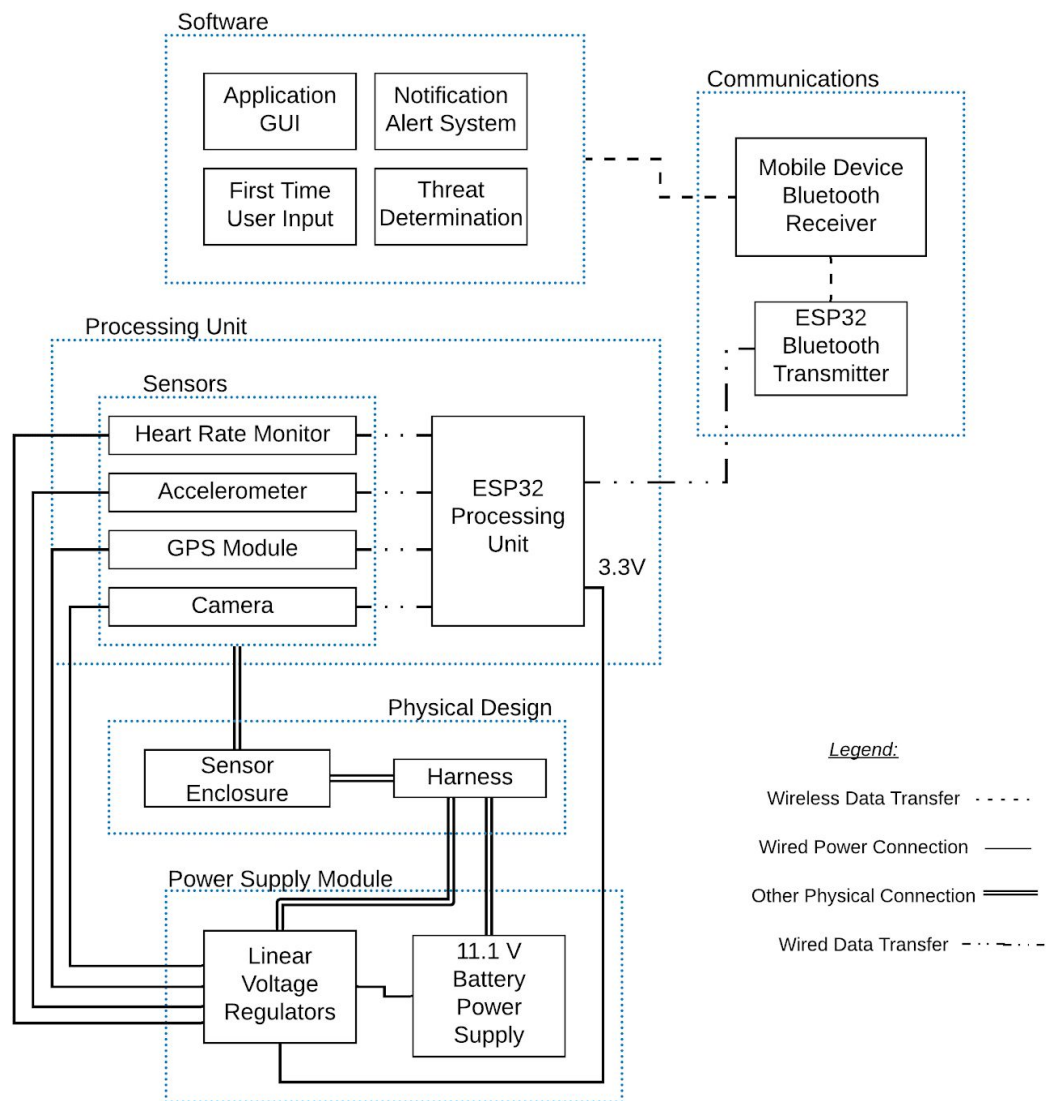 Software
Application
GUI
Notification
Alert System
First Time
User Input
Threat
Determination
Communications
Mobile Device
Bluetooth
Receiver
ESP32
Bluetooth
Transmitter
Processing Unit
Sensors
Heart Rate Monitor
Accelerometer
GPS Module
Camera
ESP32
Processing
Unit
3.3V
Physical Design
Sensor
Enclosure
Harness
Power Supply Module
Linear
Voltage
Regulators
11.1 V
Battery
Power
Supply
Legend:
Wireless Data Transfer
Wired Power Connection
Other Physical Connection
Wired Data Transfer